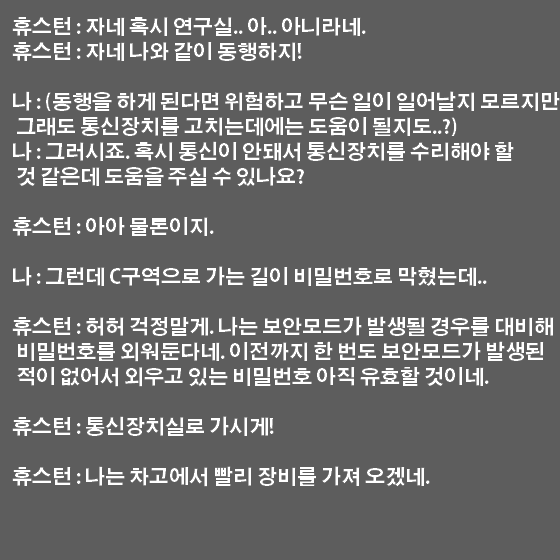 휴스턴 : 자네 혹시 연구실.. 아.. 아니라네.
휴스턴 : 자네 나와 같이 동행하지!
나 : (동행을 하게 된다면 위험하고 무슨 일이 일어날지 모르지만
그래도 통신장치를 고치는데에는 도움이 될지도..?)
나 : 그러시죠. 혹시 통신이 안돼서 통신장치를 수리해야 할
것 같은데 도움을 주실 수 있나요?
휴스턴 : 아아 물론이지.
나 : 그런데 C구역으로 가는 길이 비밀번호로 막혔는데..
휴스턴 : 허허 걱정말게. 나는 보안모드가 발생될 경우를 대비해
비밀번호를 외워둔다네. 이전까지 한 번도 보안모드가 발생된
적이 없어서 외우고 있는 비밀번호 아직 유효할 것이네.
휴스턴 : 통신장치실로 가시게!
휴스턴 : 나는 차고에서 빨리 장비를 가져 오겠네.